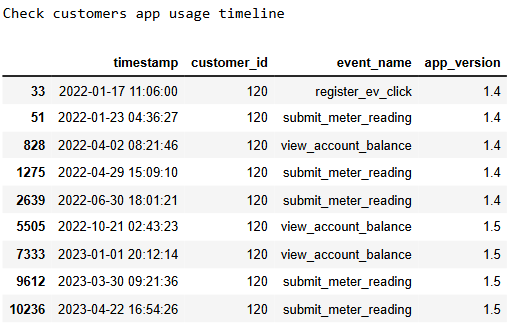 Check customers app usage timeline
timestamp customer_id event_name app_version
33 2022-01-17 11:06:00 120 register_ev_click 1.4
51 2022-01-23 04:36:27 120 submit_meter_reading 1.4
828 2022-04-02 08:21:46 120 view_account_balance 1.4
1275 2022-04-29 15:09:10 120 submit_meter_reading 1.4
2639 2022-06-30 18:01:21 120 submit_meter_reading 1.4
5505 2022-10-21 02:43:23 120 view_account_balance 1.5
7333 2023-01-01 20:12:14 120 view_account_balance 1.5
9612 2023-03-30 09:21:36 120 submit_meter_reading 1.5
10236 2023-04-22 16:54:26 120 submit_meter_reading 1.5